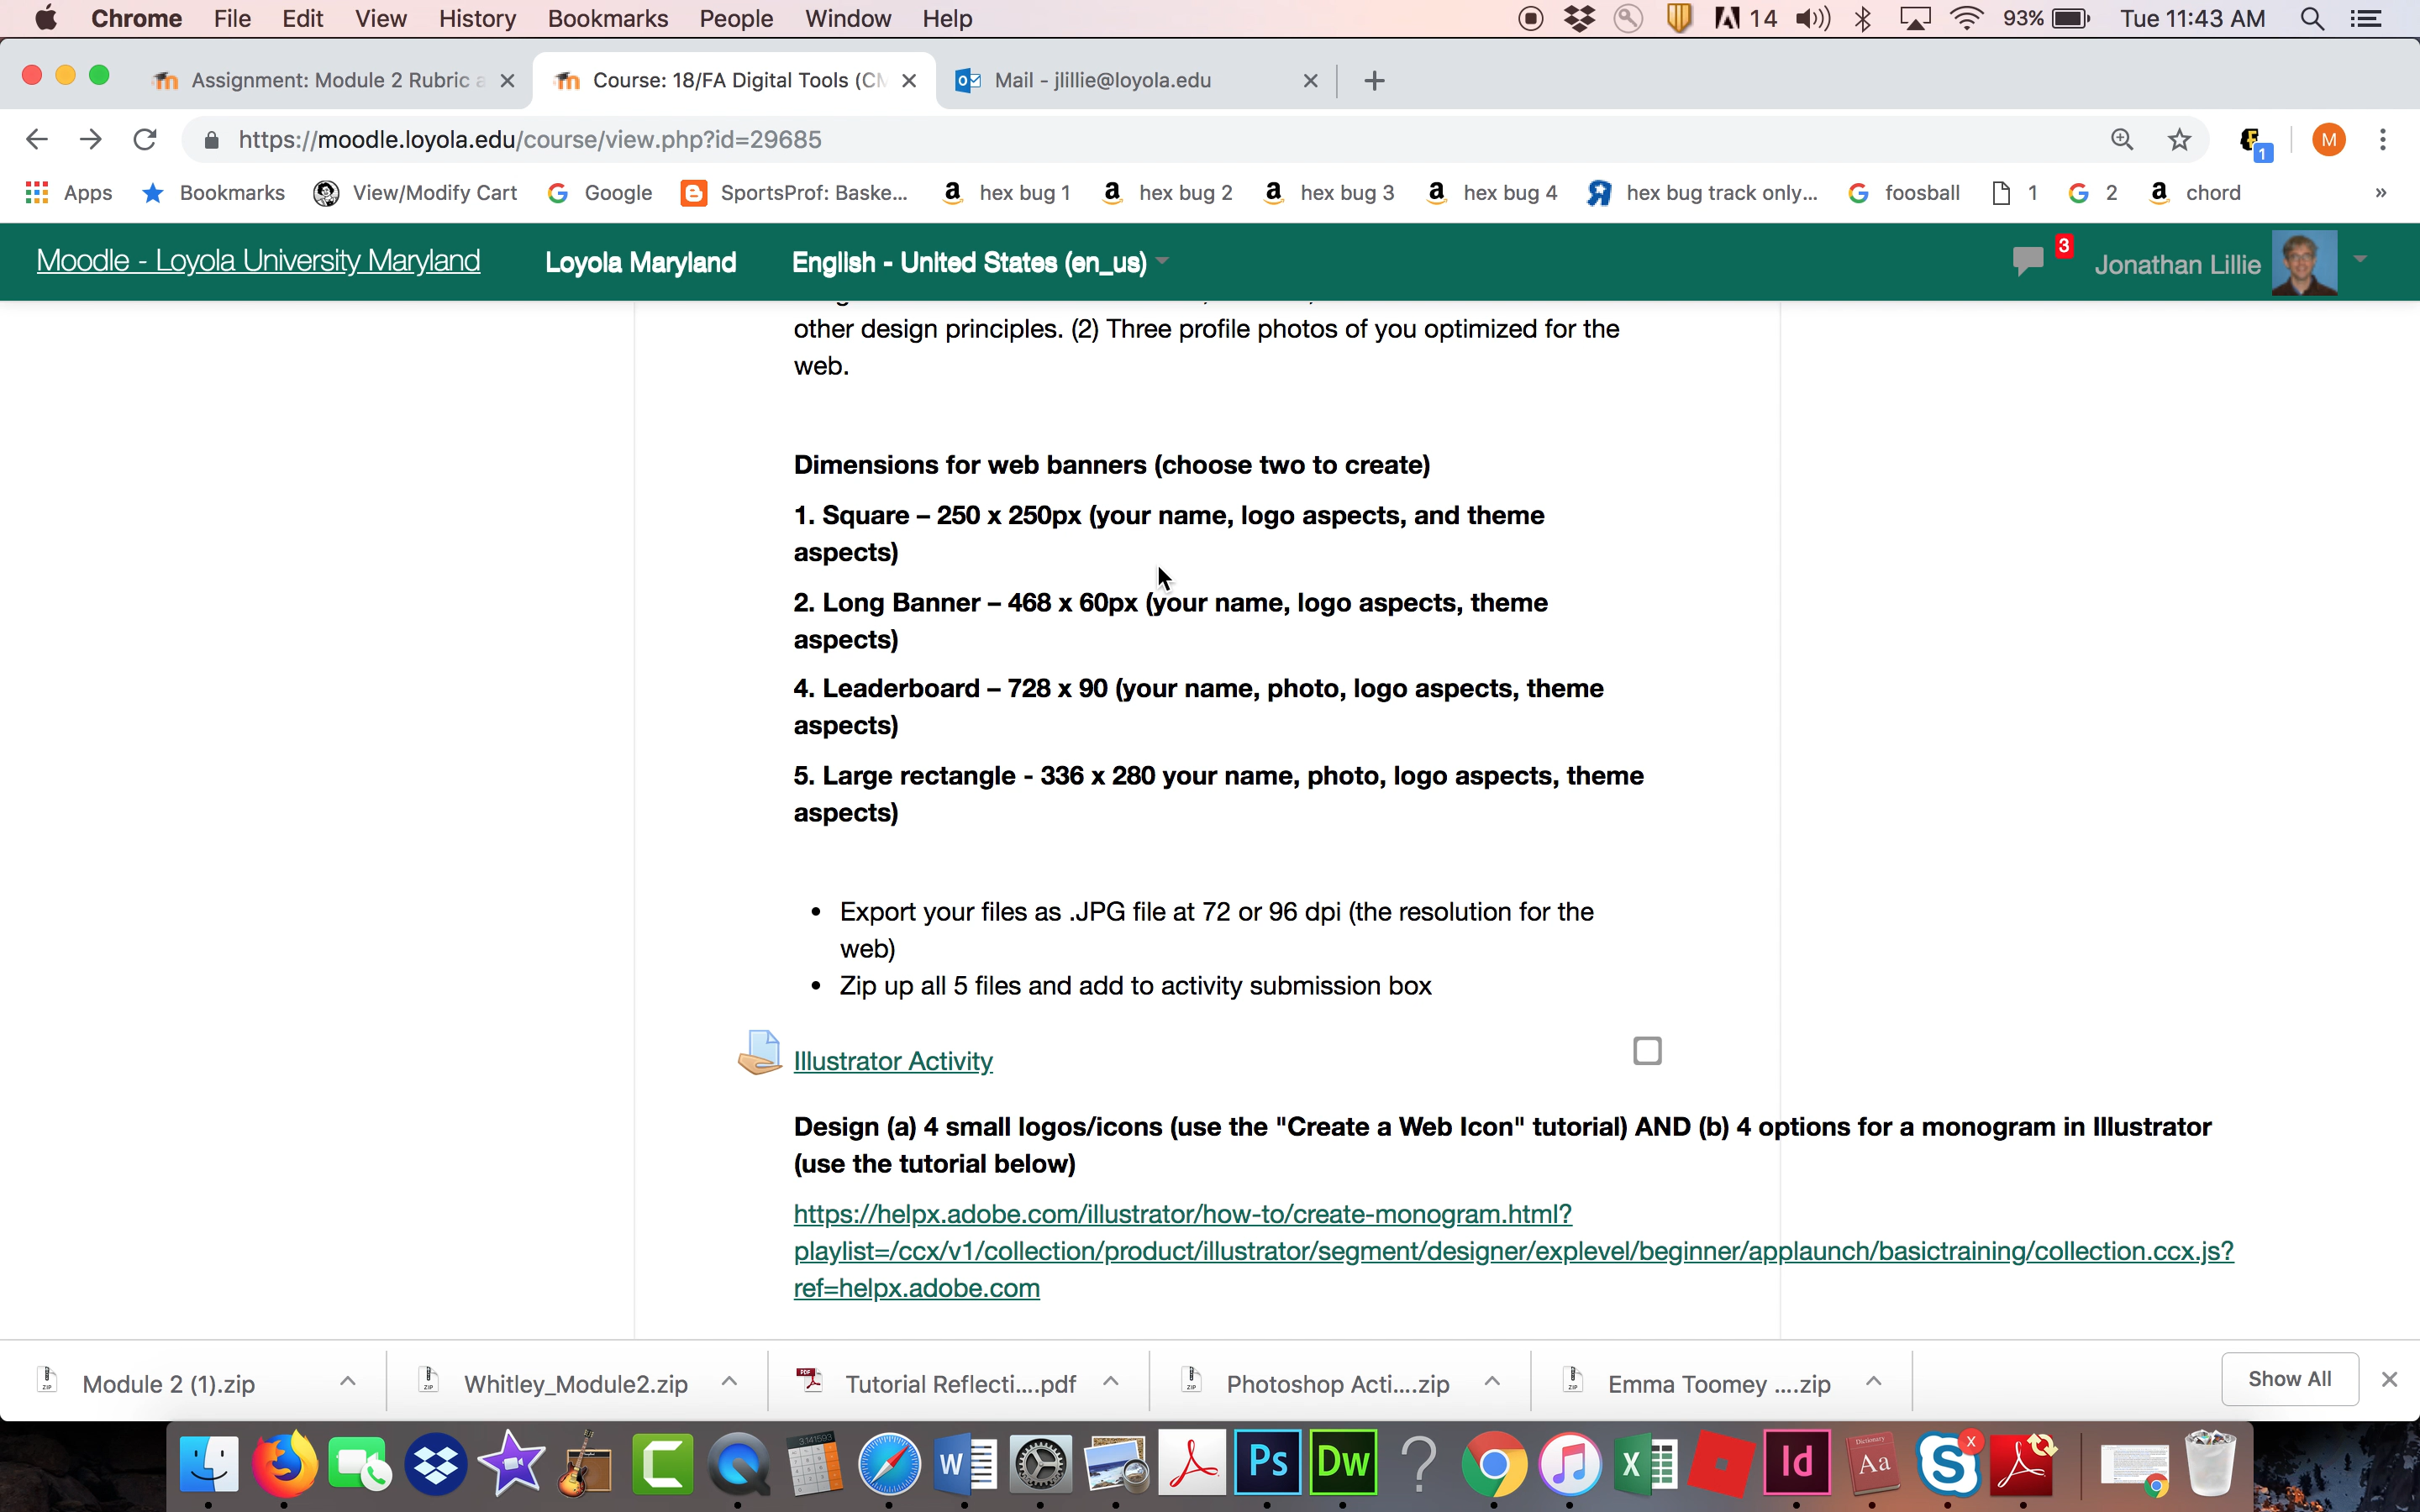 Chrome File Edit View History Bookmarks People Window Help 14 93% Tue 11:43 AM
Assignment: Module 2 Rubric a Course: 18/FA Digital Tools (CM Mail - jlillie@loyola.edu
https://moodle.loyola.edu/course/view.php?id=29685 1 M
Apps Bookmarks View/Modify Cart Google SportsProf: Baske... hex bug 1 hex bug 2 hex bug 3 hex bug 4 hex bug track only... foosball 1 2 chord »
Moodle - Loyola University Maryland Loyola Maryland English - United States (en_us) 3 Jonathan Lillie
other design principles. (2) Three profile photos of you optimized for the
web.
Dimensions for web banners (choose two to create)
1. Square – 250 x 250px (your name, logo aspects, and theme
aspects)
2. Long Banner – 468 x 60px (your name, logo aspects, theme
aspects)
4. Leaderboard – 728 x 90 (your name, photo, logo aspects, theme
aspects)
5. Large rectangle - 336 x 280 your name, photo, logo aspects, theme
aspects)
• Export your files as .JPG file at 72 or 96 dpi (the resolution for the
web)
• Zip up all 5 files and add to activity submission box
Illustrator Activity
Design (a) 4 small logos/icons (use the "Create a Web Icon" tutorial) AND (b) 4 options for a monogram in Illustrator
(use the tutorial below)
https://helpx.adobe.com/illustrator/how-to/create-monogram.html?
playlist=/ccx/v1/collection/product/illustrator/segment/designer/explevel/beginner/applaunch/basictraining/collection.ccx.js?
ref=helpx.adobe.com
Module 2 (1).zip Whitley_Module2.zip Tutorial Reflecti....pdf Photoshop Acti....zip Emma Toomey ....zip Show All
3.141593 W Ps Dw ? X Id Dictionary Aa S